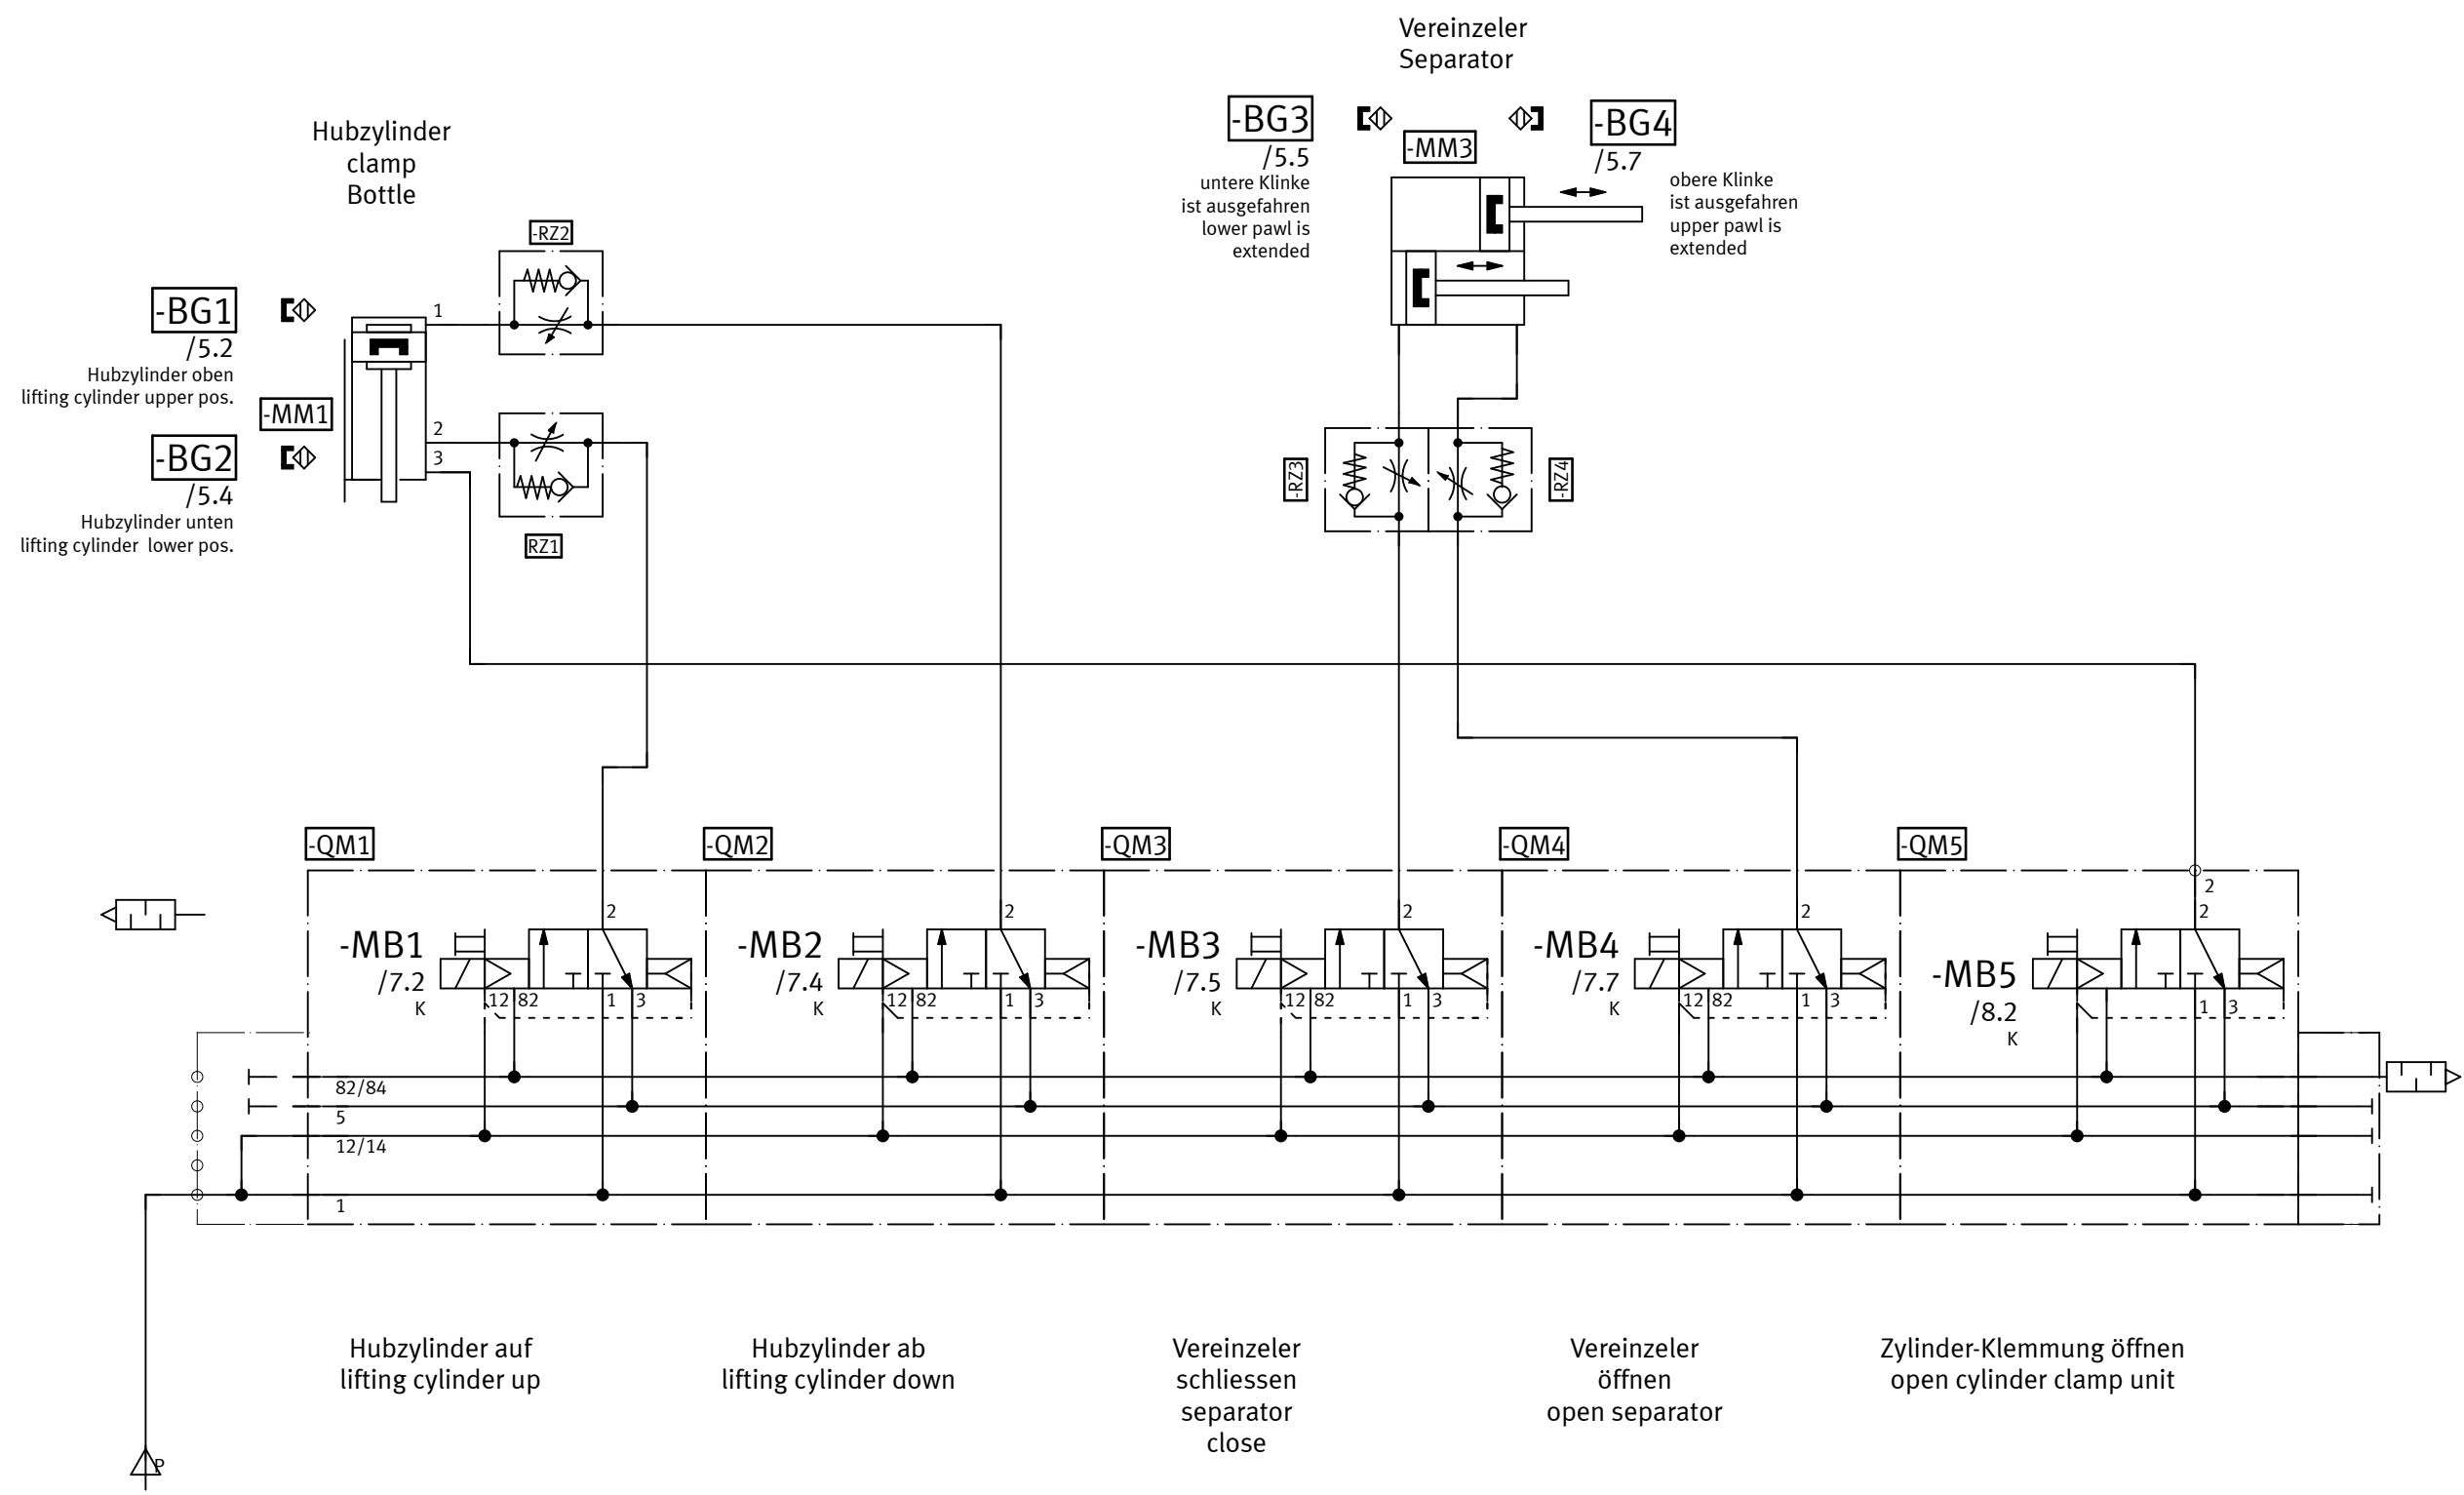 Vereinzeler
Separator
-BG3
/5.5
untere Klinke
ist ausgefahren
lower pawl is
extended
-MM3
-BG4
/5.7
obere Klinke
ist ausgefahren
upper pawl is
extended
Hubzylinder
clamp
Bottle
-RZ2
-BG1
/5.2
Hubzylinder oben
lifting cylinder upper pos.
-MM1
-BG2
/5.4
Hubzylinder unten
lifting cylinder lower pos.
1
2
3
RZ1
-RZ3
-RZ4
-QM1
-QM2
-QM3
-QM4
-QM5
2
-MB1
/7.2
K
2
12
82
1
3
-MB2
/7.4
K
2
12
82
1
3
-MB3
/7.5
K
2
12
82
1
3
-MB4
/7.7
K
2
12
82
1
3
-MB5
/8.2
K
2
1
3
82/84
5
12/14
1
Hubzylinder auf
lifting cylinder up
Hubzylinder ab
lifting cylinder down
Vereinzeler
schliessen
separator
close
Vereinzeler
öffnen
open separator
Zylinder-Klemmung öffnen
open cylinder clamp unit
P